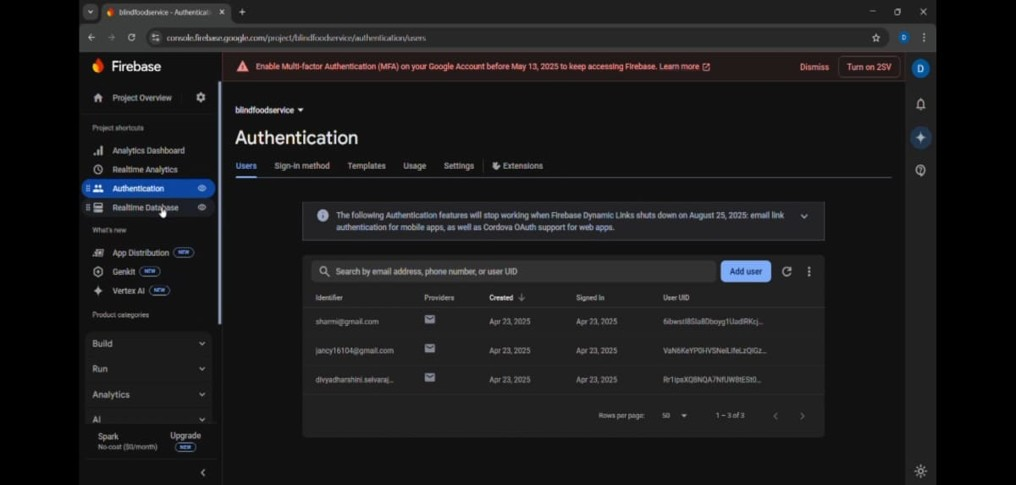 blindfoodservice - Authenticati
console.firebase.google.com/project/blindfoodservice/authentication/users
D
Firebase
Enable Multi-factor Authentication (MFA) on your Google Account before May 13, 2025 to keep accessing Firebase. Learn more
Dismiss
Turn on 2SV
D
Project Overview
Project shortcuts
Analytics Dashboard
Realtime Analytics
Authentication
Realtime Database
What's new
App Distribution NEW
Genkit NEW
Vertex AI NEW
Product categories
Build
Run
Analytics
AI
Spark
No-cost ($0/month)
Upgrade
NEW
blindfoodservice
Authentication
Users Sign-in method Templates Usage Settings Extensions
The following Authentication features will stop working when Firebase Dynamic Links shuts down on August 25, 2025: email link
authentication for mobile apps, as well as Cordova OAuth support for web apps.
Search by email address, phone number, or user UID
Add user
Identifier Providers Created Signed In User UID
sharmi@gmail.com Apr 23, 2025 Apr 23, 2025
jancy16104@gmail.com Apr 23, 2025 Apr 23, 2025
divyadharshini.selvaraj... Apr 23, 2025 Apr 23, 2025
Rows per page: 50 1 – 3 of 3